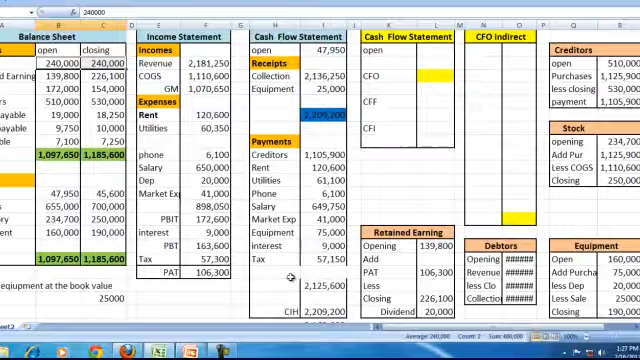 240000
B C D E F G H I J K L M N O P Q R
Balance Sheet Income Statement Cash Flow Statement Cash Flow Statement CFO Indirect
open closing Incomes open 47,950 open Creditors
240,000 240,000 Revenue 2,181,250 Receipts open 510,000
Earning 139,800 226,100 COGS 1,110,600 Collection 2,136,250 CFO Purchases 1,125,900
172,000 154,000 GM 1,070,650 Equipment 25,000 less closing 530,000
510,000 530,000 Expenses CFF payment 1,105,900
payable 19,000 18,250 Rent 120,600 2,209,200
payable 9,750 10,000 Utilities 60,350 CFI Stock
ayable 7,100 7,250 Payments opening 234,700
1,097,650 1,185,600 phone 6,100 Creditors 1,105,900 Add Pur
Salary 650,000 Rent 120,600 Less COGS
Dep 20,000 Utilities 61,100 Closing 250,000
47,950 45,600 Market Exp 41,000 Phone 6,100
655,000 700,000 898,050 Salary 649,750
234,700 250,000 PBIT 172,600 Market Exp 41,000
160,000 190,000 interest 9,000 Equipment 75,000 Retained Earning Debtors Equipment
PBT 163,600 interest 9,000 Opening 139,800 Opening ###### Open 160,000
1,097,650 1,185,600 Tax 57,300 Tax 57,150 Add Revenue ###### Add Purcha 75,000
PAT 106,300 PAT 106,300 less Clo ###### less Dep 20,000
at the book value 2,125,600 Less Collection ###### Less Sale 25000
25000 Closing 226,100 Closing 190,000
CIH 2,209,200 Dividend 20,000
Average: 240,000 Count: 2 Sum: 480,000 100%
1:27 PM